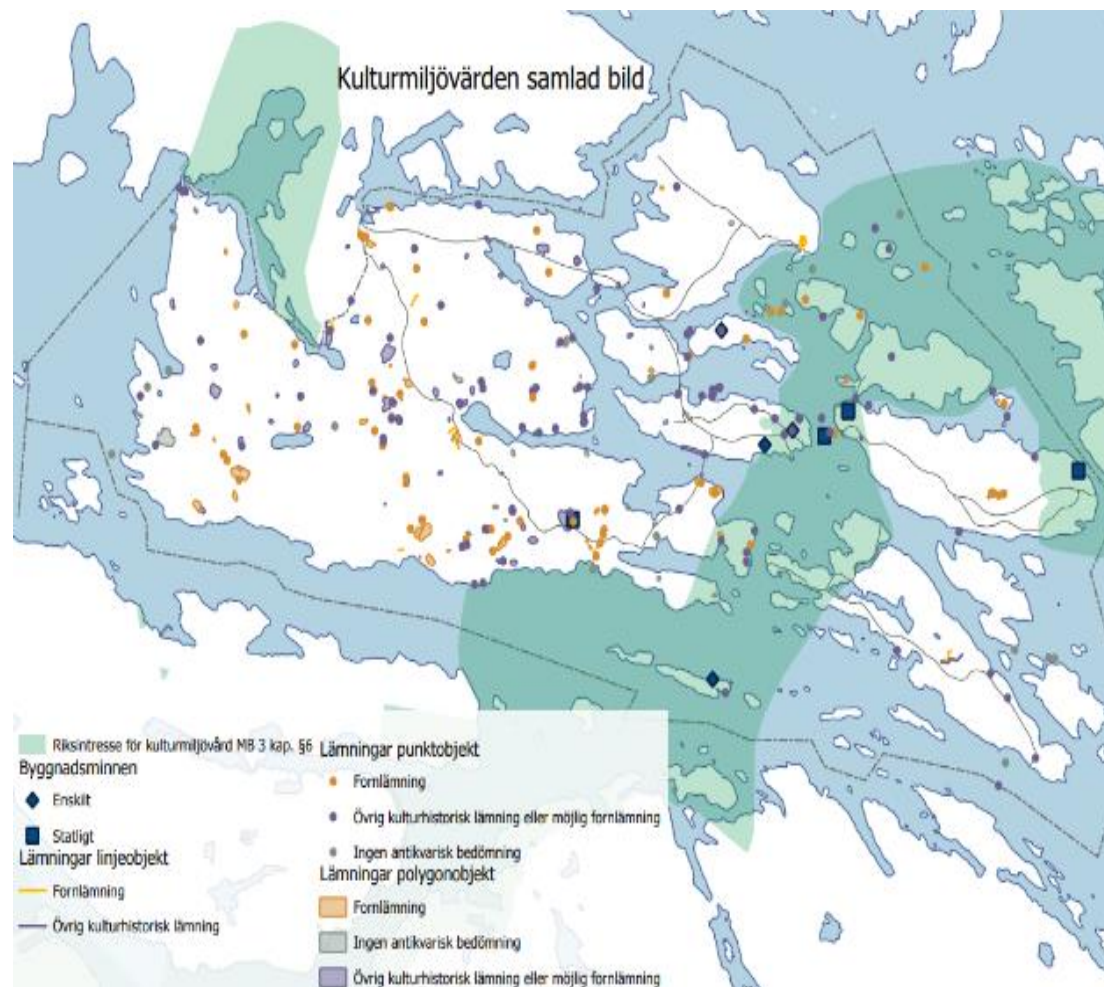 Kulturmiljövärden samlad bild
Riksintresse för kulturmiljövård MB 3 kap. §6
Byggnadsminnen
Enskilt
Statligt
Lämningar linjeobjekt
Fornlämning
Övrig kulturhistorisk lämning
Lämningar punktobjekt
Fornlämning
Övrig kulturhistorisk lämning eller möjlig fornlämning
Ingen antikvarisk bedömning
Lämningar polygonobjekt
Fornlämning
Ingen antikvarisk bedömning
Övrig kulturhistorisk lämning eller möjlig fornlämning